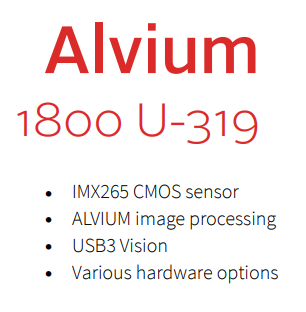 Alvium
1800 U-319
• IMX265 CMOS sensor
• ALVIUM image processing
• USB3 Vision
• Various hardware options